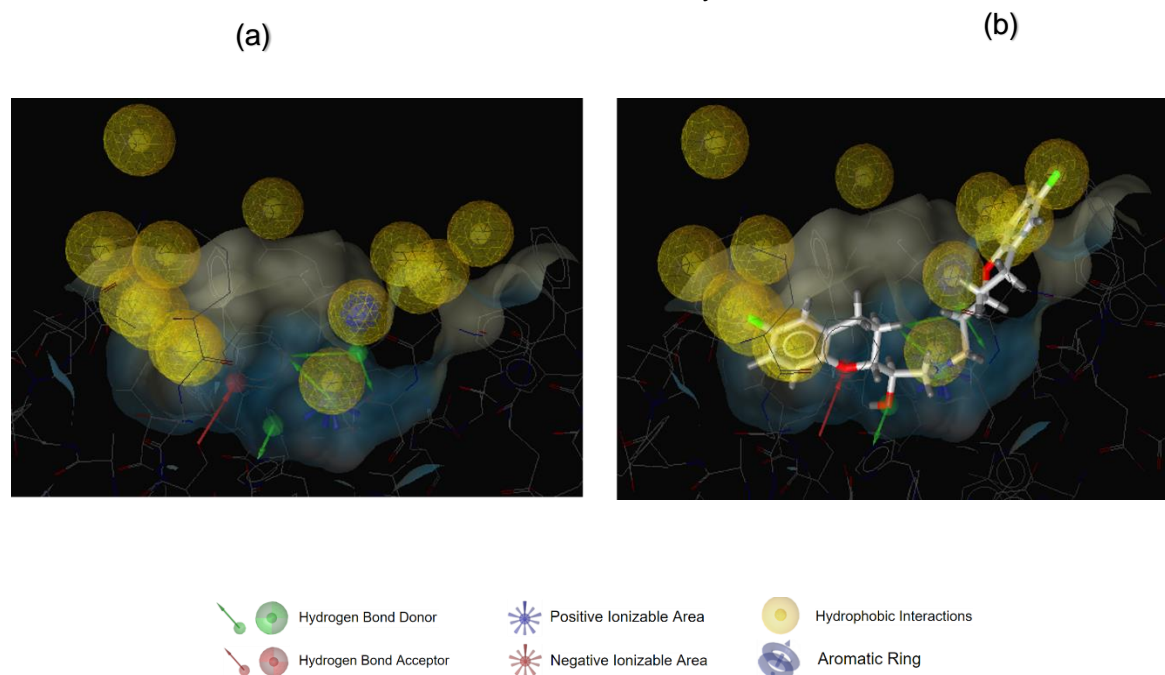 (a)
(b)
Hydrogen Bond Donor
Positive Ionizable Area
Hydrophobic Interactions
Hydrogen Bond Acceptor
Negative Ionizable Area
Aromatic Ring